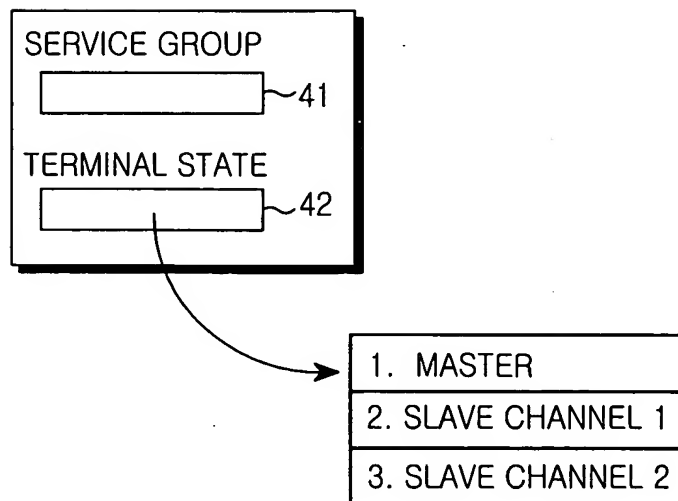 SERVICE GROUP
41
TERMINAL STATE
42
1. MASTER
2. SLAVE CHANNEL 1
3. SLAVE CHANNEL 2